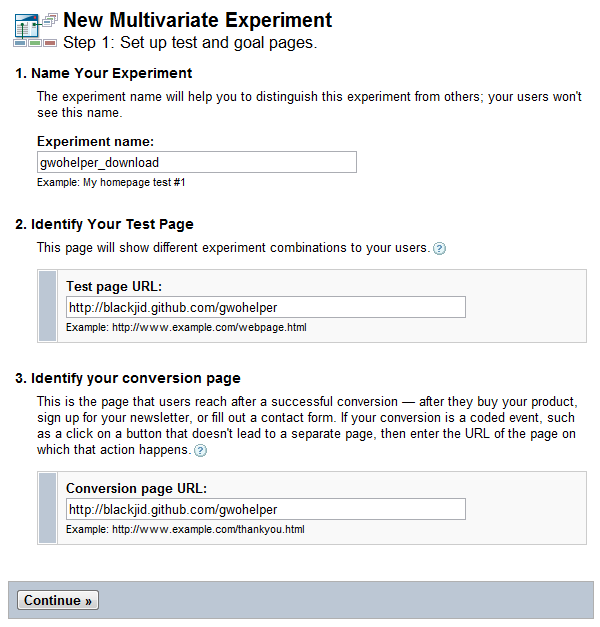 New Multivariate Experiment
Step 1: Set up test and goal pages.
1. Name Your Experiment
The experiment name will help you to distinguish this experiment from others; your users won't
see this name.
Experiment name:
gwohelper_download
Example: My homepage test #1
2. Identify Your Test Page
This page will show different experiment combinations to your users. ?
Test page URL:
http://blackjid.github.com/gwohelper
Example: http://www.example.com/webpage.html
3. Identify your conversion page
This is the page that users reach after a successful conversion — after they buy your product,
sign up for your newsletter, or fill out a contact form. If your conversion is a coded event, such
as a click on a button that doesn't lead to a separate page, then enter the URL of the page on
which that action happens. ?
Conversion page URL:
http://blackjid.github.com/gwohelper
Example: http://www.example.com/thankyou.html
Continue »